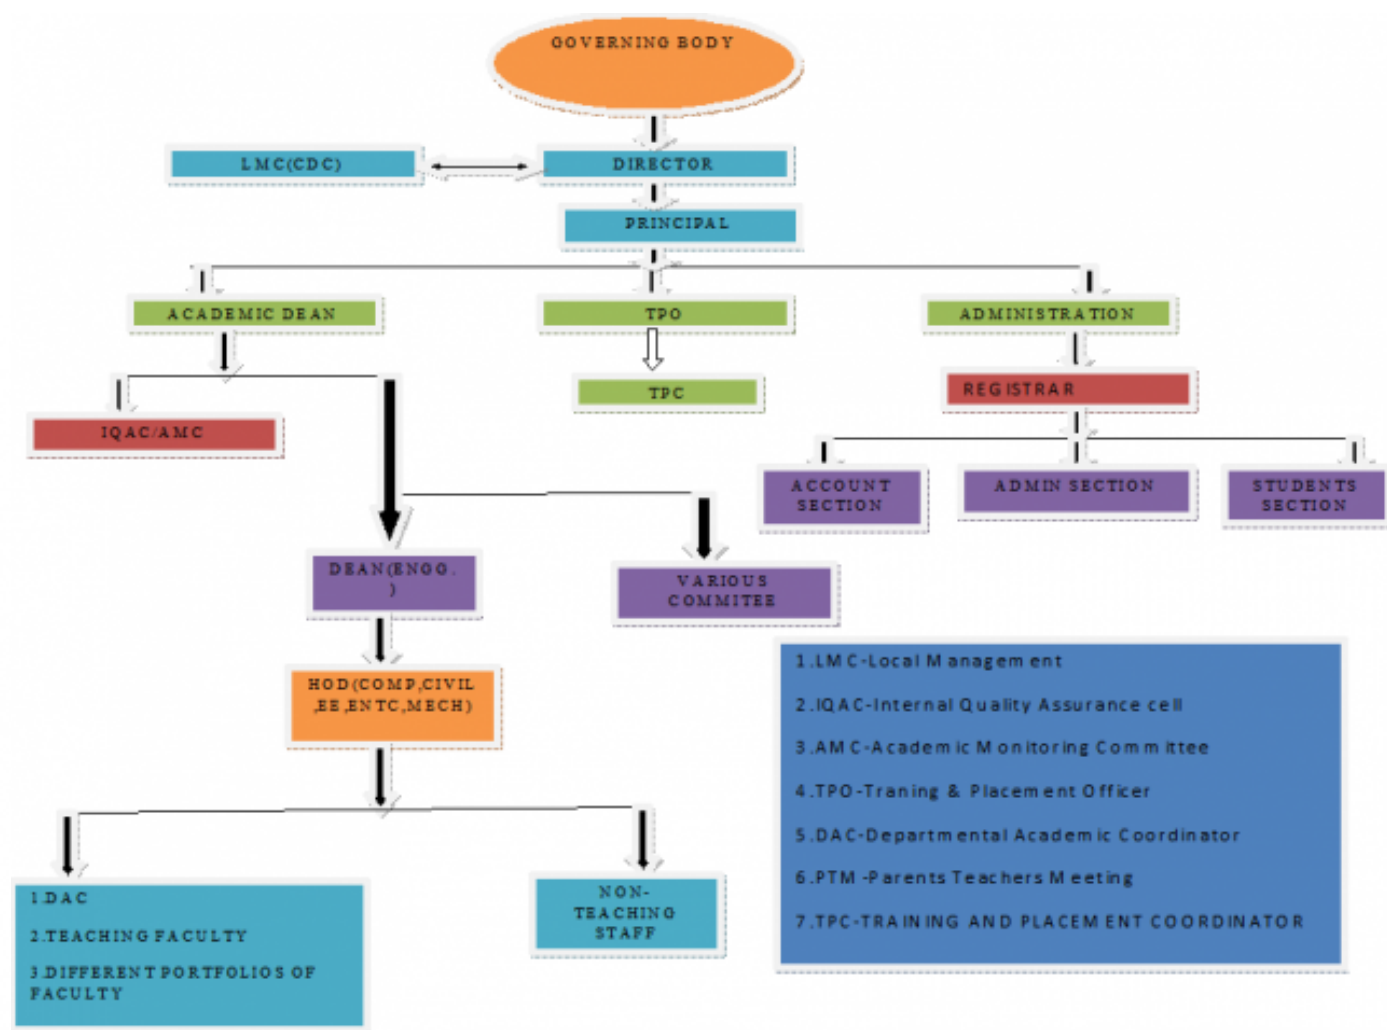 GOVERNING BODY
LMC(CDC)
DIRECTOR
PRINCIPAL
ACADEMIC DEAN
TPO
ADMINISTRATION
TPC
REGISTRAR
IQAC/AMC
ACCOUNT
SECTION
ADMIN SECTION
STUDENTS
SECTION
DEAN(ENGG.
)
VARIOUS
COMMITEE
HOD(COMP,CIVIL
,EE,ENTC,MECH)
1.LMC-Local Management
2.IQAC-Internal Quality Assurance cell
3.AMC-Academic Monitoring Committee
4.TPO-Traning & Placement Officer
5.DAC-Departmental Academic Coordinator
6.PTM-Parents Teachers Meeting
7.TPC-TRAINING AND PLACEMENT COORDINATOR
1.DAC
2.TEACHING FACULTY
3.DIFFERENT PORTFOLIOS OF
FACULTY
NON-
TEACHING
STAFF